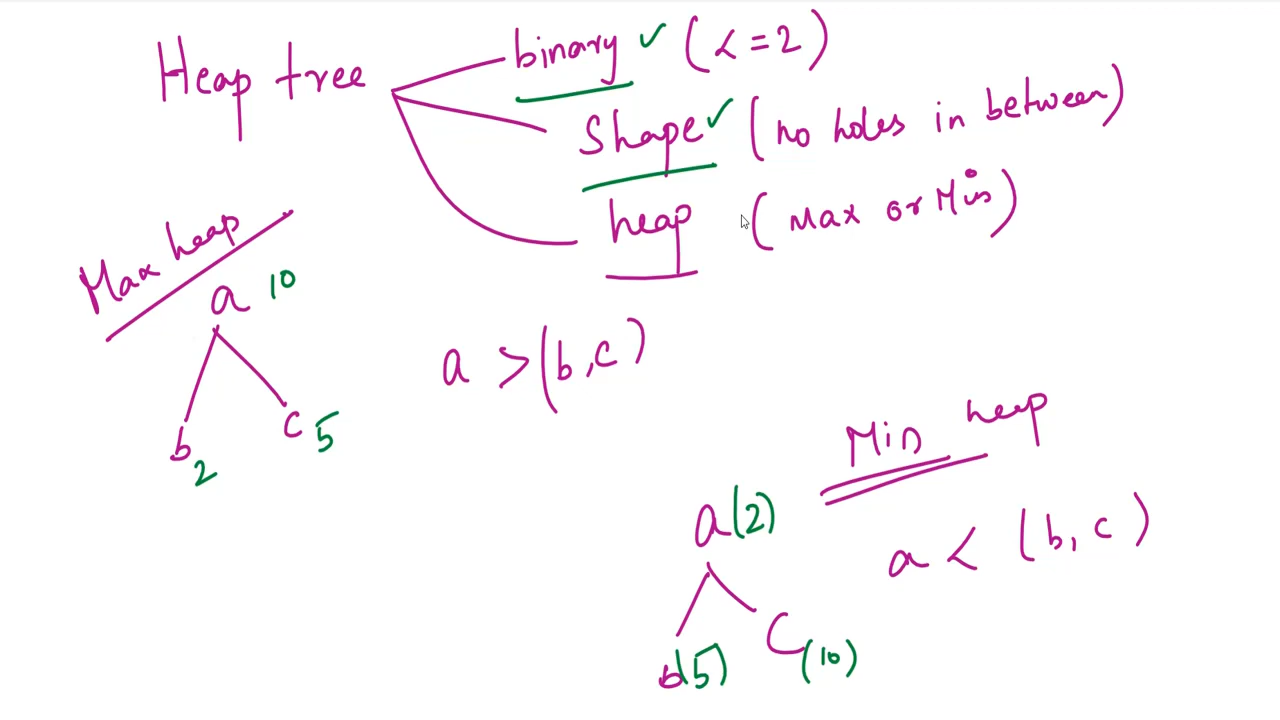 Heap tree
binary ✓ (<=2)
Shape ✓ (no holes in between)
heap (Max or Min)
Max heap
a 10
b 2
c 5
a > (b,c)
Min heap
a (2)
a < (b, c)
b (5)
C (10)